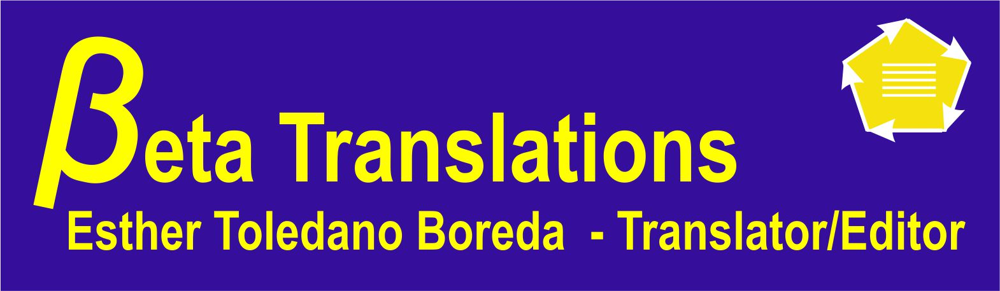 βeta Translations
Esther Toledano Boreda - Translator/Editor